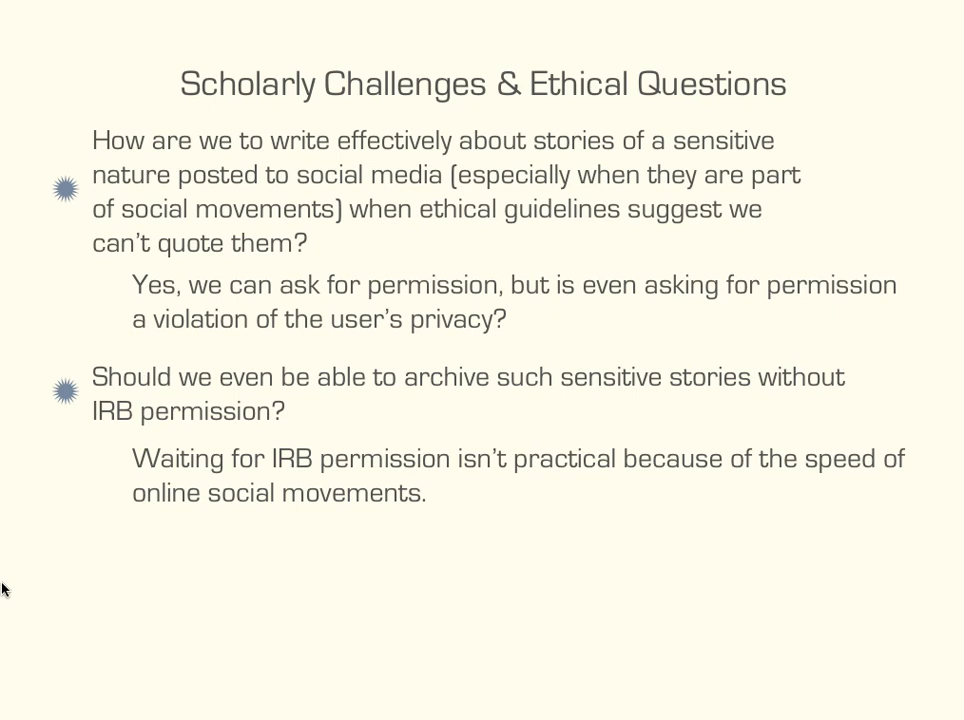 Scholarly Challenges & Ethical Questions
How are we to write effectively about stories of a sensitive
nature posted to social media (especially when they are part
of social movements) when ethical guidelines suggest we
can't quote them?
Yes, we can ask for permission, but is even asking for permission
a violation of the user's privacy?
Should we even be able to archive such sensitive stories without
IRB permission?
Waiting for IRB permission isn't practical because of the speed of
online social movements.